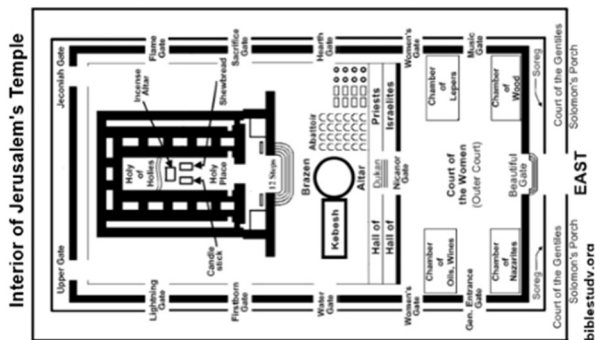 Interior of Jerusalem's Temple
Jeconiah Gate
Flame
Gate
Sacrifice
Gate
Hearth
Gate
Women's
Gate
Music
Gate
Soreg
Court of the Gentiles
Solomon's Porch
Incense
Altar
Shewbread
Holy
of
Holies
Holy
Place
Candle
stick
12 Steps
Abattoir
Brazen
Altar
Kebesh
Priests
Israelites
Dukan
Nicanor
Gate
Hall of
Hall of
Chamber
of
Lepers
Chamber
of
Wood
Court of
the Women
(Outer Court)
Beautiful
Gate
EAST
Chamber
of
Oils, Wines
Chamber
of
Nazarites
Upper Gate
Lightning
Gate
Firstborn
Gate
Water
Gate
Women's
Gate
Gen. Entrance
Gate
Soreg
Court of the Gentiles
Solomon's Porch
biblestudy.org